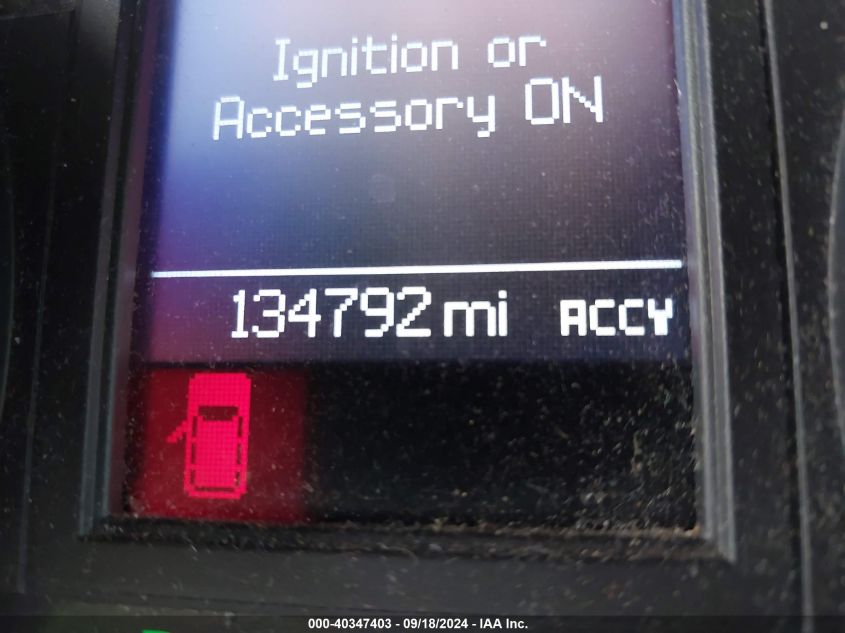 Ignition or
Accessory ON
134792 mi ACCY
000-40347403 - 09/18/2024 - IAA Inc.